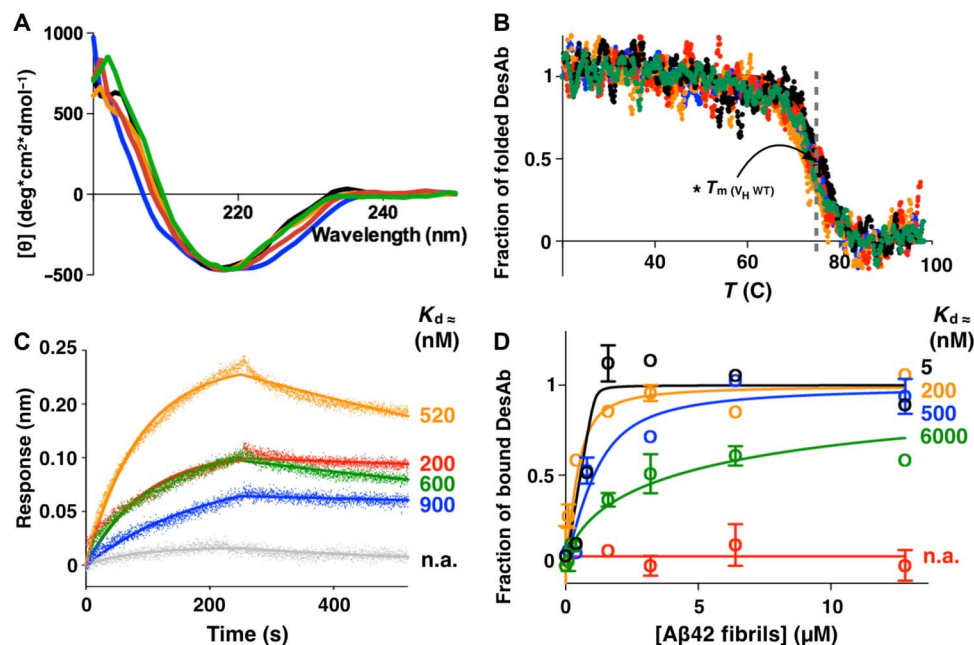 A
1000
500
0
−500
[θ] (deg*cm²*dmol⁻¹)
220
240
Wavelength (nm)
B
1
0.5
0
Fraction of folded DesAb
* Tm (VH WT)
40
60
80
100
T (C)
C
Kd ≈
(nM)
0.25
0.20
0.10
0.05
0
Response (nm)
520
200
600
900
n.a.
0
200
400
Time (s)
D
Kd ≈
(nM)
1
0.5
0
Fraction of bound DesAb
5
200
500
6000
n.a.
0
5
10
[Aβ42 fibrils] (μM)